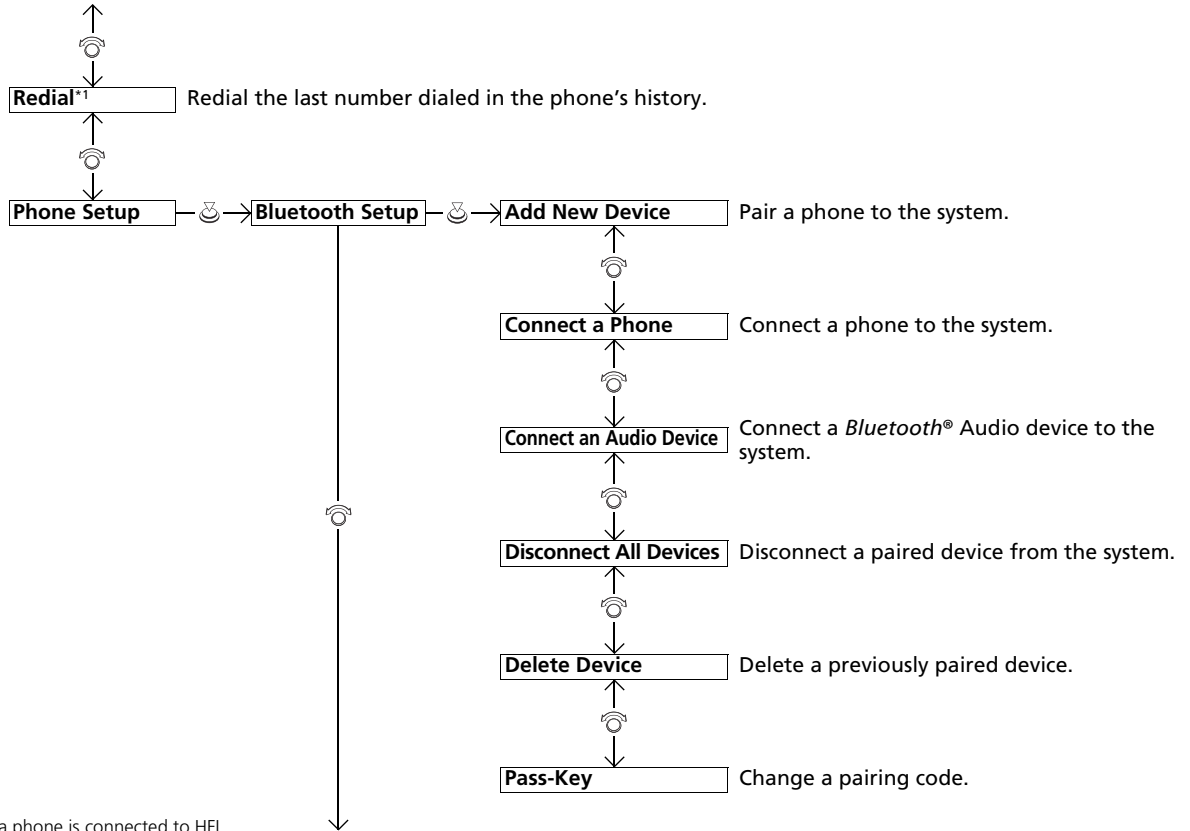 Redial*1 Redial the last number dialed in the phone's history.
Phone Setup Bluetooth Setup Add New Device Pair a phone to the system.
Connect a Phone Connect a phone to the system.
Connect an Audio Device Connect a Bluetooth® Audio device to the
system.
Disconnect All Devices Disconnect a paired device from the system.
Delete Device Delete a previously paired device.
Pass-Key Change a pairing code.
a phone is connected to HFL